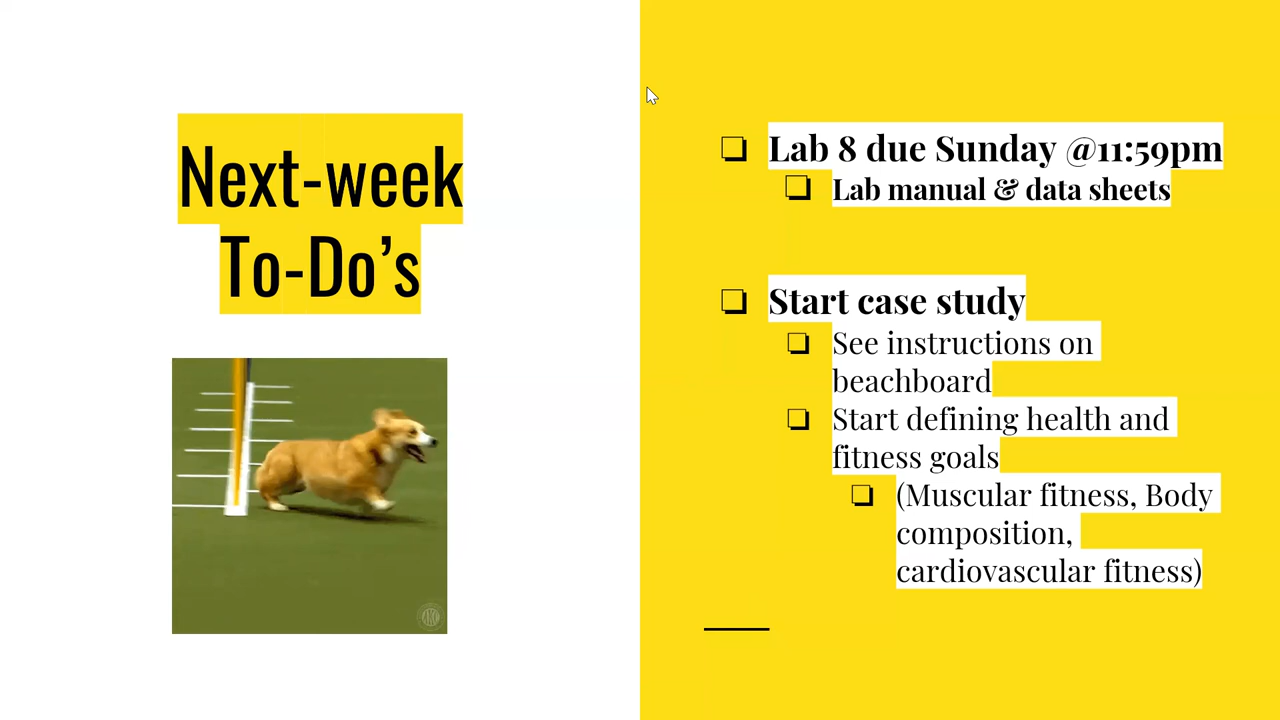 Next-week
To-Do’s
❏ Lab 8 due Sunday @11:59pm
❏ Lab manual & data sheets
❏ Start case study
❏ See instructions on
beachboard
❏ Start defining health and
fitness goals
❏ (Muscular fitness, Body
composition,
cardiovascular fitness)